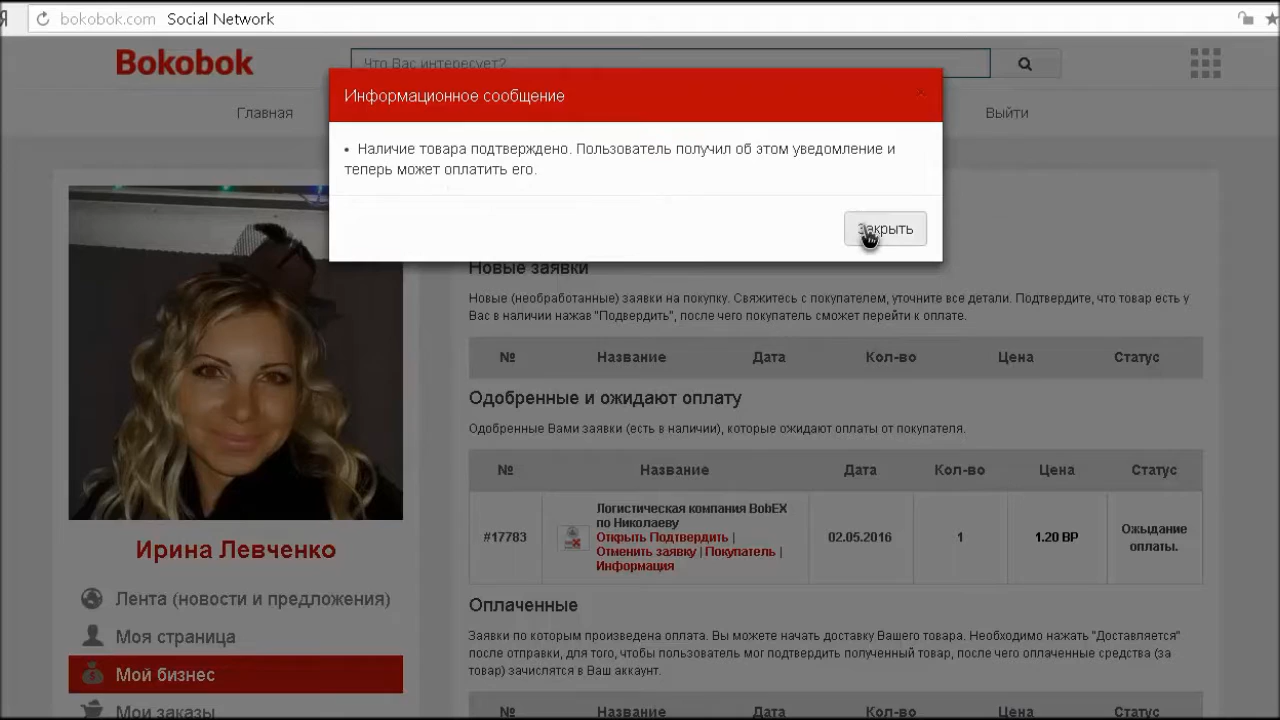 Я bokobok.com Social Network
Bokobok
Что Вас интересует?
Главная
Выйти
Информационное сообщение
×
• Наличие товара подтверждено. Пользователь получил об этом уведомление и
теперь может оплатить его.
Закрыть
Новые заявки
Новые (необработанные) заявки на покупку. Свяжитесь с покупателем, уточните все детали. Подтвердите, что товар есть у
Вас в наличии нажав "Подвердить", после чего покупатель сможет перейти к оплате.
№ Название Дата Кол-во Цена Статус
Одобренные и ожидают оплату
Одобренные Вами заявки (есть в наличии), которые ожидают оплаты от покупателя.
№ Название Дата Кол-во Цена Статус
#17783
Логистическая компания BobEX
по Николаеву
Открыть Подтвердить |
Отменить заявку | Покупатель |
Информация
02.05.2016
1
1.20 BP
Ожыдание
оплаты.
Оплаченные
Заявки по которым произведена оплата. Вы можете начать доставку Вашего товара. Необходимо нажать "Доставляется"
после отправки, для того, чтобы пользователь мог подтвердить полученный товар, после чего оплаченные средства (за
товар) зачислятся в Ваш аккаунт.
№ Название Дата Кол-во Цена Статус
Ирина Левченко
Лента (новости и предложения)
Моя страница
Мой бизнес
Мои заказы